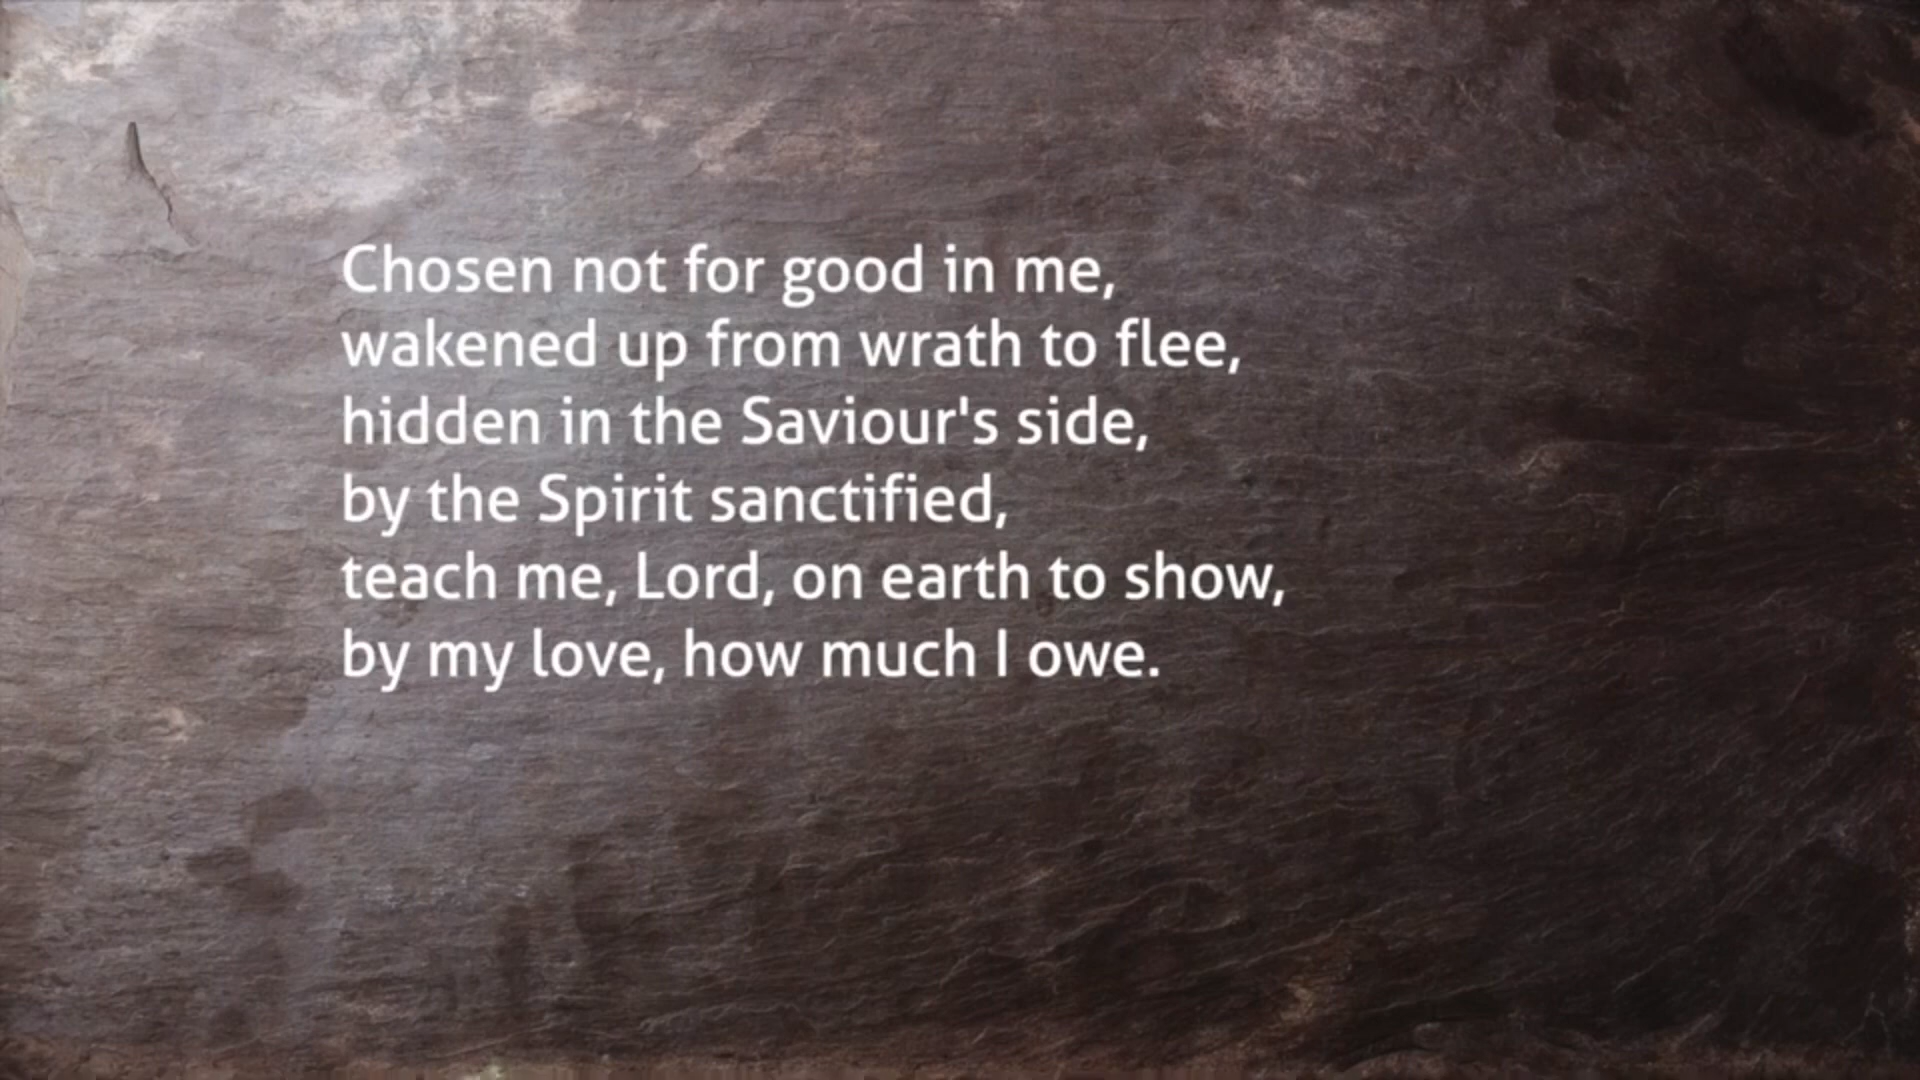 Chosen not for good in me,
wakened up from wrath to flee,
hidden in the Saviour's side,
by the Spirit sanctified,
teach me, Lord, on earth to show,
by my love, how much I owe.